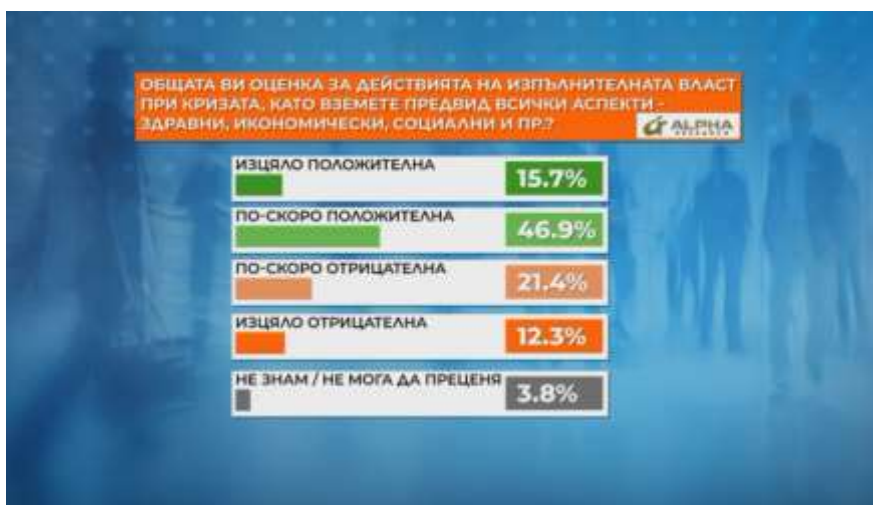 ОБЩАТА ВИ ОЦЕНКА ЗА ДЕЙСТВИЯТА НА ИЗПЪЛНИТЕЛНАТА ВЛАСТ
ПРИ КРИЗАТА, КАТО ВЗЕМЕТЕ ПРЕДВИД ВСИЧКИ АСПЕКТИ -
ЗДРАВНИ, ИКОНОМИЧЕСКИ, СОЦИАЛНИ И ПР.?
ALPHA
RESEARCH
ИЗЦЯЛО ПОЛОЖИТЕЛНА
15.7%
ПО-СКОРО ПОЛОЖИТЕЛНА
46.9%
ПО-СКОРО ОТРИЦАТЕЛНА
21.4%
ИЗЦЯЛО ОТРИЦАТЕЛНА
12.3%
НЕ ЗНАМ / НЕ МОГА ДА ПРЕЦЕНЯ
3.8%